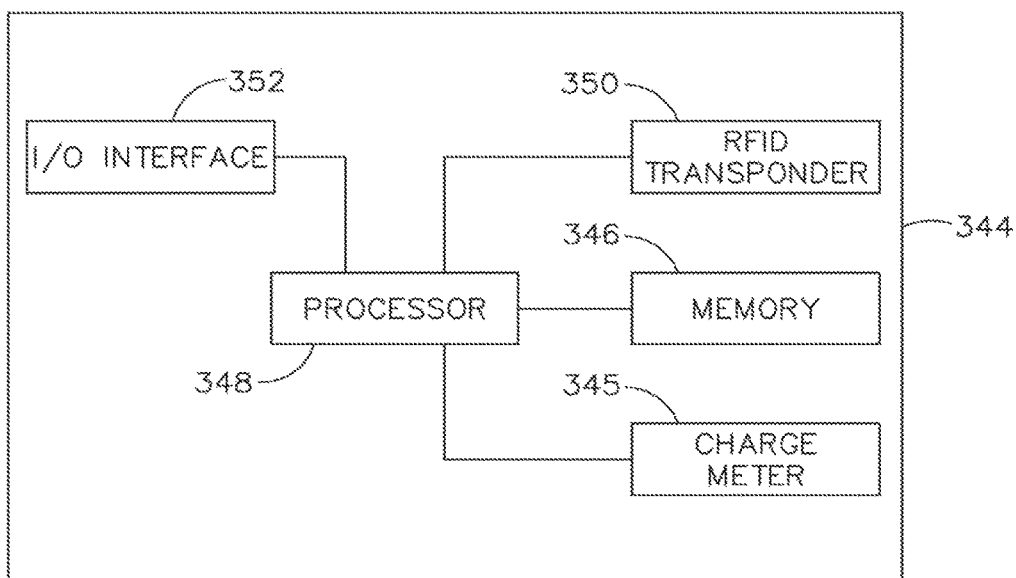 352
350
I/O INTERFACE
RFID
TRANSPONDER
344
346
PROCESSOR
MEMORY
348
345
CHARGE
METER